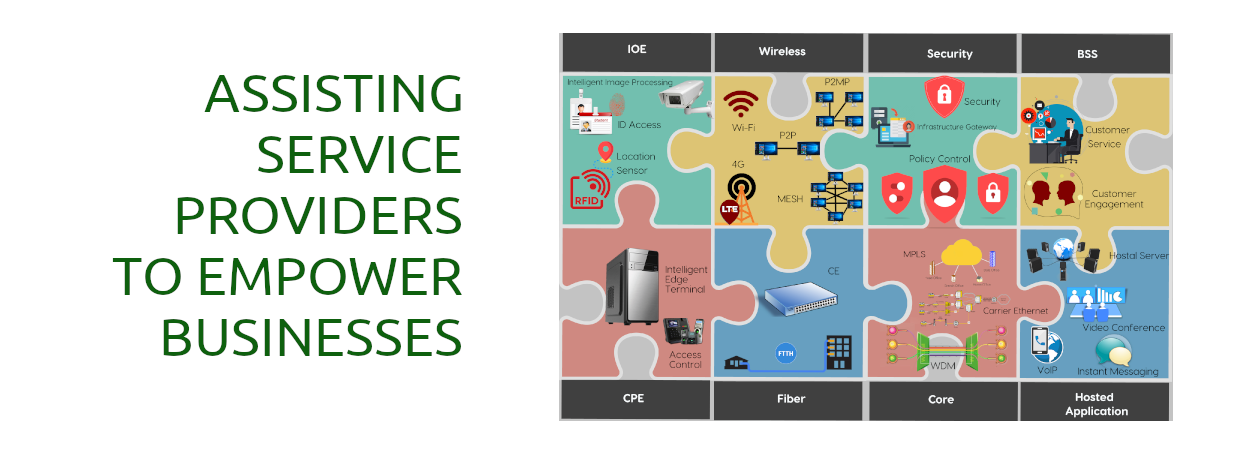 ASSISTING
SERVICE
PROVIDERS
TO EMPOWER
BUSINESSES
IOE
Wireless
Security
BSS
Intelligent Image Processing
ID Access
Location
Sensor
RFID
Wi-Fi
P2MP
P2P
4G
LTE
MESH
Security
Infrastructure Gateway
Policy Control
Customer
Service
Customer
Engagement
Intelligent
Edge
Terminal
Access
Control
CE
FTTH
MPLS
Carrier Ethernet
WDM
Hostal Server
Video Conference
VoIP
Instant Messaging
CPE
Fiber
Core
Hosted
Application